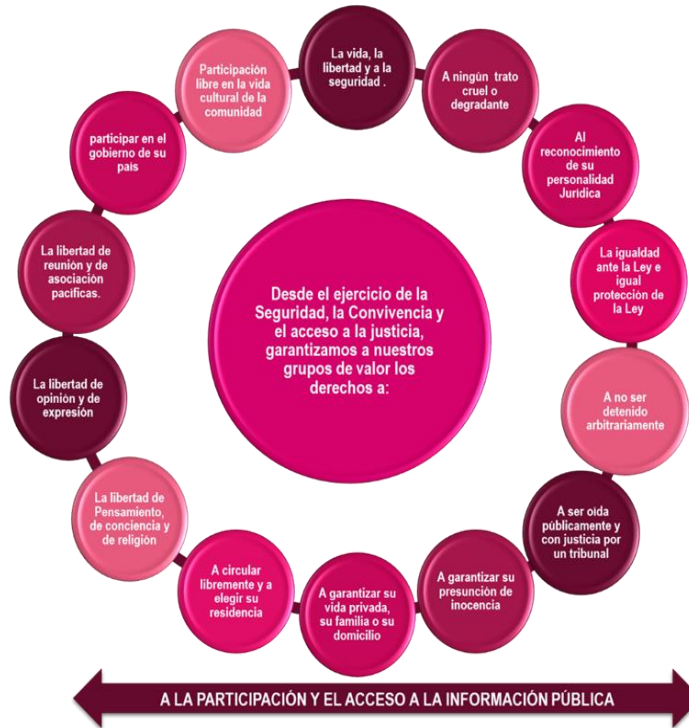 La vida, la
libertad y a la
seguridad .
A ningún trato
cruel o
degradante
Al
reconocimiento
de su
personalidad
Jurídica
La igualdad
ante la Ley e
igual
protección de
la Ley
A no ser
detenido
arbitrariamente
A ser oída
públicamente y
con justicia por
un tribunal
A garantizar su
presunción de
inocencia
A garantizar su
vida privada,
su familia o su
domicilio
A circular
libremente y a
elegir su
residencia
La libertad de
Pensamiento,
de conciencia y
de religión
La libertad de
opinión y de
expresión
La libertad de
reunión y de
asociación
pacíficas.
participar en el
gobierno de su
país
Participación
libre en la vida
cultural de la
comunidad
Desde el ejercicio de la
Seguridad, la Convivencia y
el acceso a la justicia,
garantizamos a nuestros
grupos de valor los
derechos a:
A LA PARTICIPACIÓN Y EL ACCESO A LA INFORMACIÓN PÚBLICA